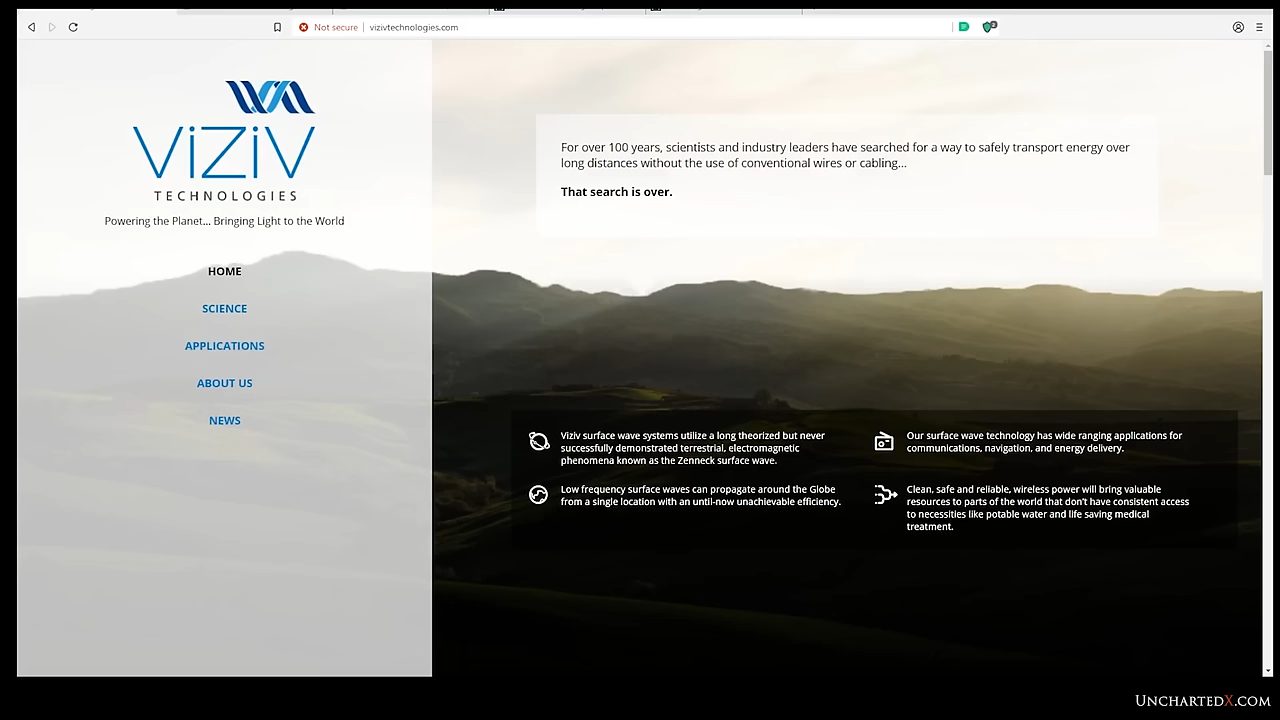 Not secure
vizivtechnologies.com
ViZiV
TECHNOLOGIES
Powering the Planet... Bringing Light to the World
HOME
SCIENCE
APPLICATIONS
ABOUT US
NEWS
For over 100 years, scientists and industry leaders have searched for a way to safely transport energy over
long distances without the use of conventional wires or cabling...
That search is over.
Viziv surface wave systems utilize a long theorized but never
successfully demonstrated terrestrial, electromagnetic
phenomena known as the Zenneck surface wave.
Our surface wave technology has wide ranging applications for
communications, navigation, and energy delivery.
Low frequency surface waves can propagate around the Globe
from a single location with an until-now unachievable efficiency.
Clean, safe and reliable, wireless power will bring valuable
resources to parts of the world that don't have consistent access
to necessities like potable water and life saving medical
treatment.
UNCHARTEDX.COM